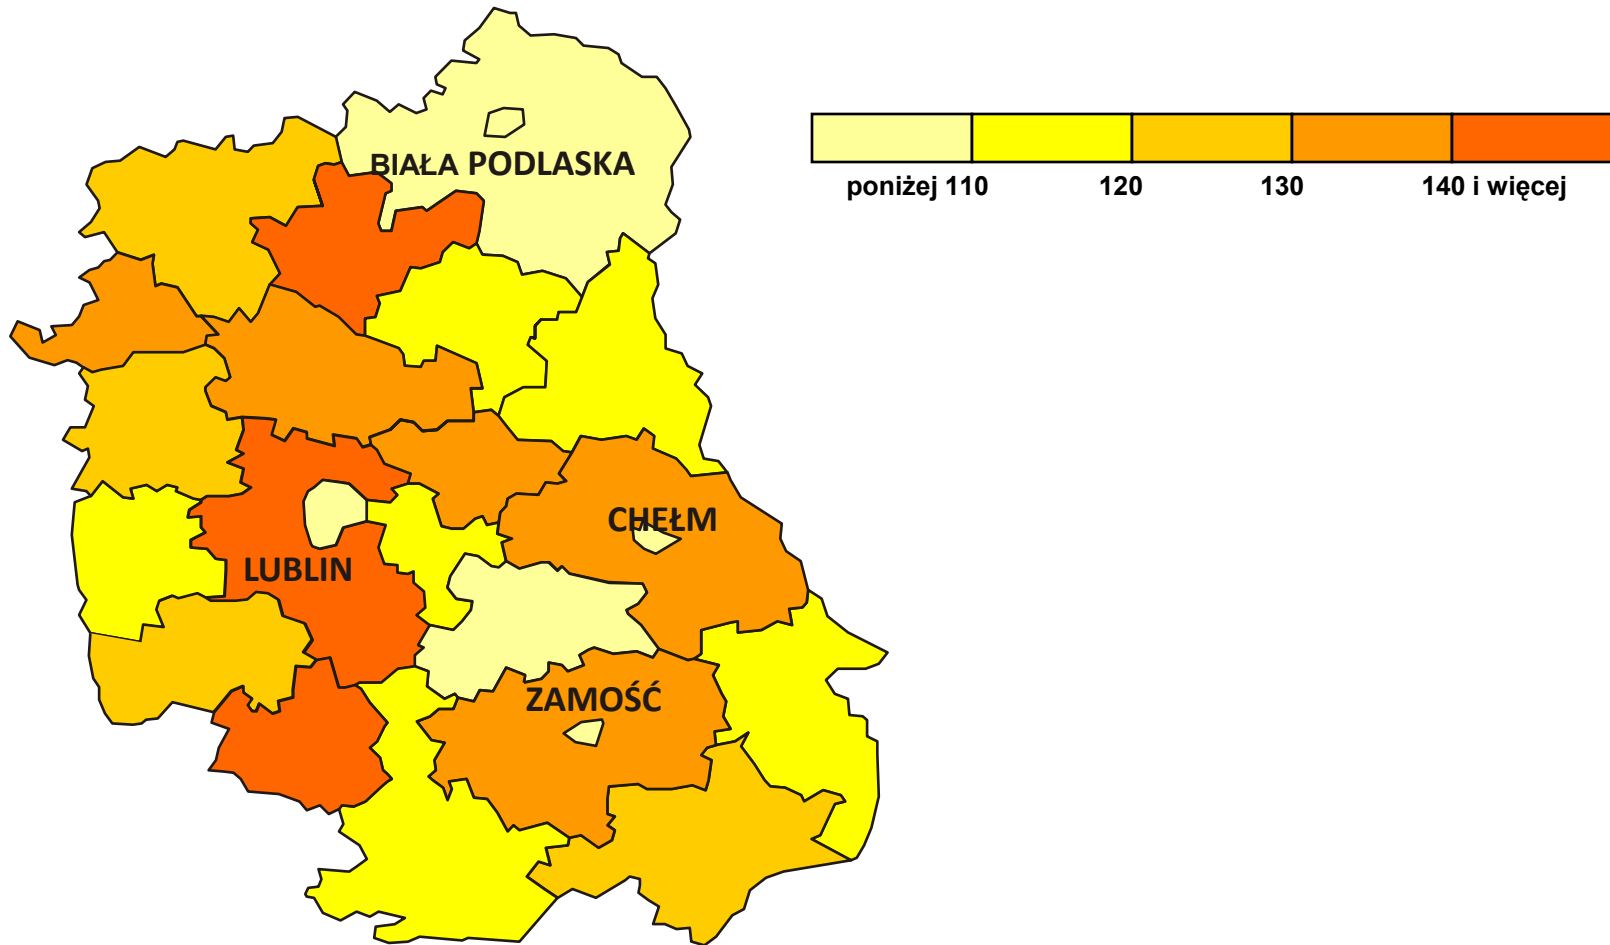 BIAŁA PODLASKA
poniżej 110 120 130 140 i więcej
CHEŁM
LUBLIN
ZAMOŚĆ